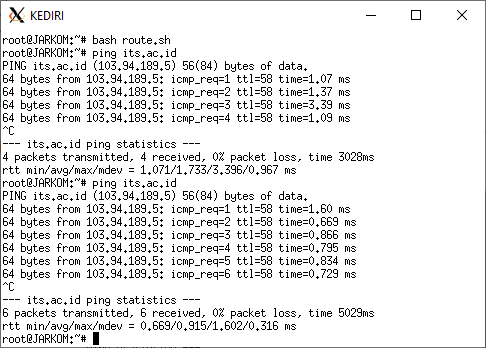 KEDIRI
root@JARKOM:~# bash route.sh
root@JARKOM:~# ping its.ac.id
PING its.ac.id (103.94.189.5) 56(84) bytes of data.
64 bytes from 103.94.189.5: icmp_req=1 ttl=58 time=1.07 ms
64 bytes from 103.94.189.5: icmp_req=2 ttl=58 time=1.37 ms
64 bytes from 103.94.189.5: icmp_req=3 ttl=58 time=3.39 ms
64 bytes from 103.94.189.5: icmp_req=4 ttl=58 time=1.09 ms
^C
--- its.ac.id ping statistics ---
4 packets transmitted, 4 received, 0% packet loss, time 3028ms
rtt min/avg/max/mdev = 1.071/1.733/3.396/0.967 ms
root@JARKOM:~# ping its.ac.id
PING its.ac.id (103.94.189.5) 56(84) bytes of data.
64 bytes from 103.94.189.5: icmp_req=1 ttl=58 time=1.60 ms
64 bytes from 103.94.189.5: icmp_req=2 ttl=58 time=0.669 ms
64 bytes from 103.94.189.5: icmp_req=3 ttl=58 time=0.866 ms
64 bytes from 103.94.189.5: icmp_req=4 ttl=58 time=0.795 ms
64 bytes from 103.94.189.5: icmp_req=5 ttl=58 time=0.834 ms
64 bytes from 103.94.189.5: icmp_req=6 ttl=58 time=0.729 ms
^C
--- its.ac.id ping statistics ---
6 packets transmitted, 6 received, 0% packet loss, time 5029ms
rtt min/avg/max/mdev = 0.669/0.915/1.602/0.316 ms
root@JARKOM:~#